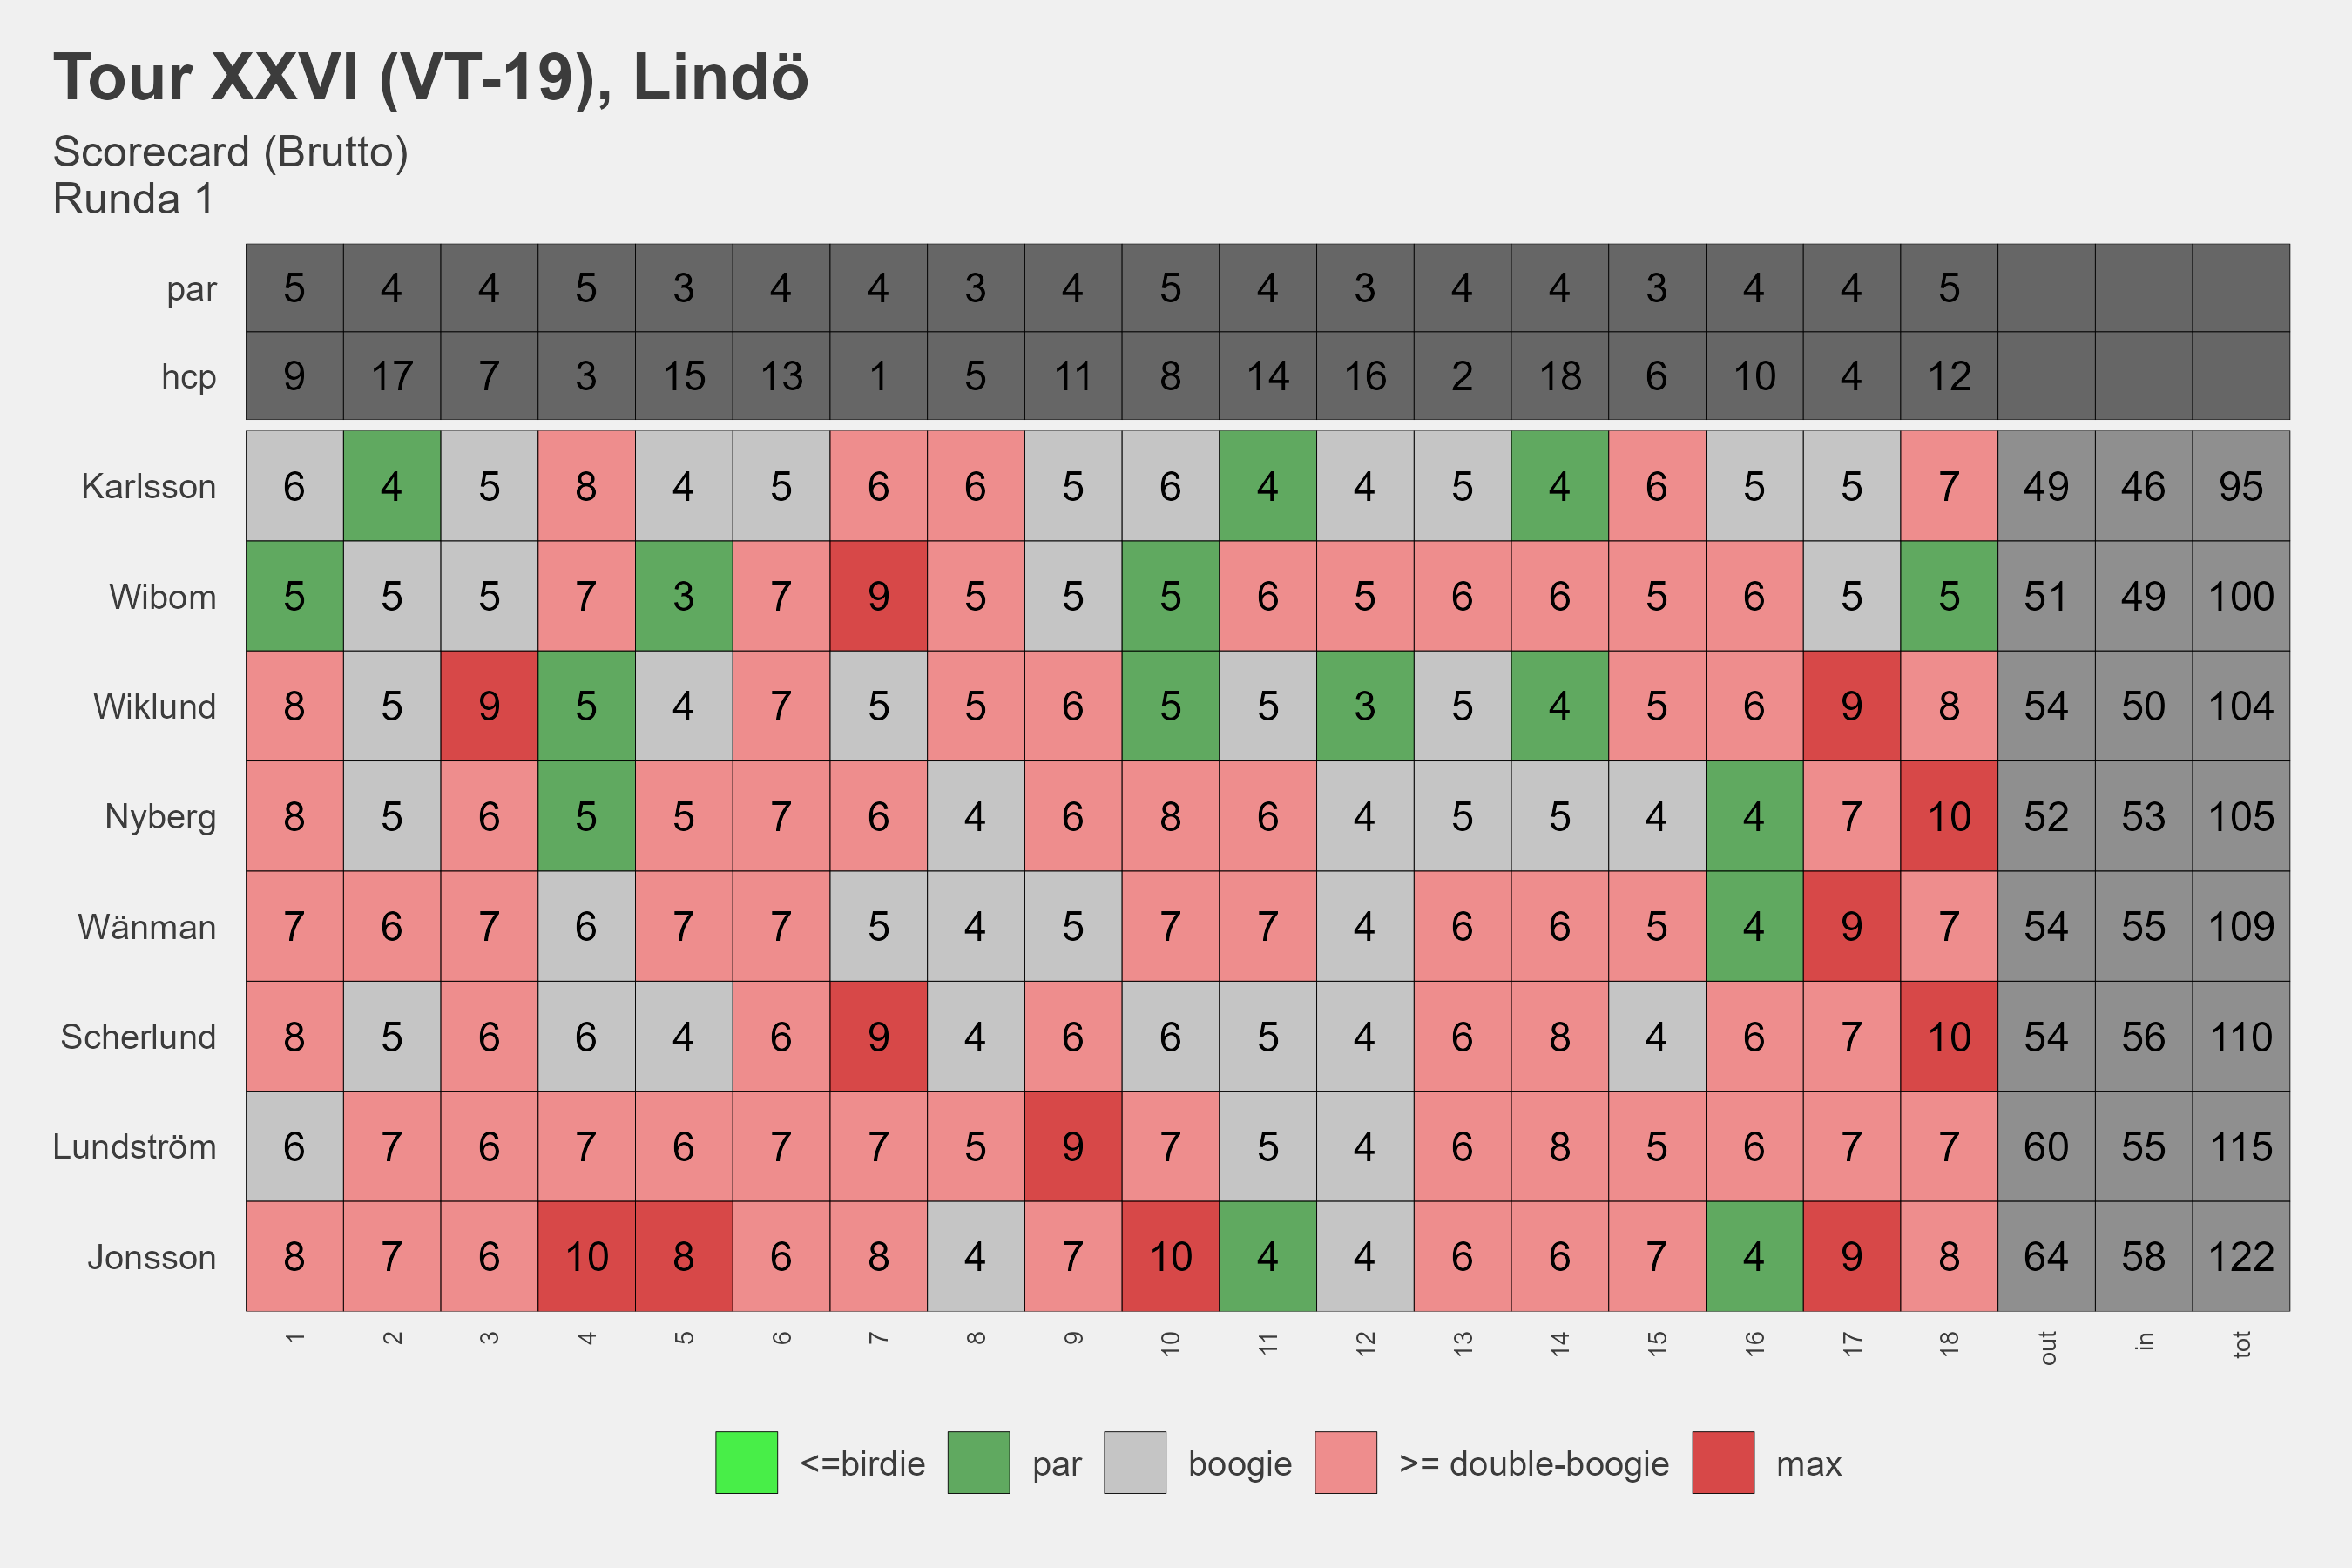 Tour XXVI (VT-19), Lindö
Scorecard (Brutto)
Runda 1
par 5 4 4 5 3 4 4 3 4 5 4 3 4 4 3 4 4 5
hcp 9 17 7 3 15 13 1 5 11 8 14 16 2 18 6 10 4 12
Karlsson 6 4 5 8 4 5 6 6 5 6 4 4 5 4 6 5 5 7 49 46 95
Wibom 5 5 5 7 3 7 9 5 5 5 6 5 6 6 5 6 5 5 51 49 100
Wiklund 8 5 9 5 4 7 5 5 6 5 5 3 5 4 5 6 9 8 54 50 104
Nyberg 8 5 6 5 5 7 6 4 6 8 6 4 5 5 4 4 7 10 52 53 105
Wänman 7 6 7 6 7 7 5 4 5 7 7 4 6 6 5 4 9 7 54 55 109
Scherlund 8 5 6 6 4 6 9 4 6 6 5 4 6 8 4 6 7 10 54 56 110
Lundström 6 7 6 7 6 7 7 5 9 7 5 4 6 8 5 6 7 7 60 55 115
Jonsson 8 7 6 10 8 6 8 4 7 10 4 4 6 6 7 4 9 8 64 58 122
1 2 3 4 5 6 7 8 9 10 11 12 13 14 15 16 17 18 out in tot
<=birdie par boogie >= double-boogie max